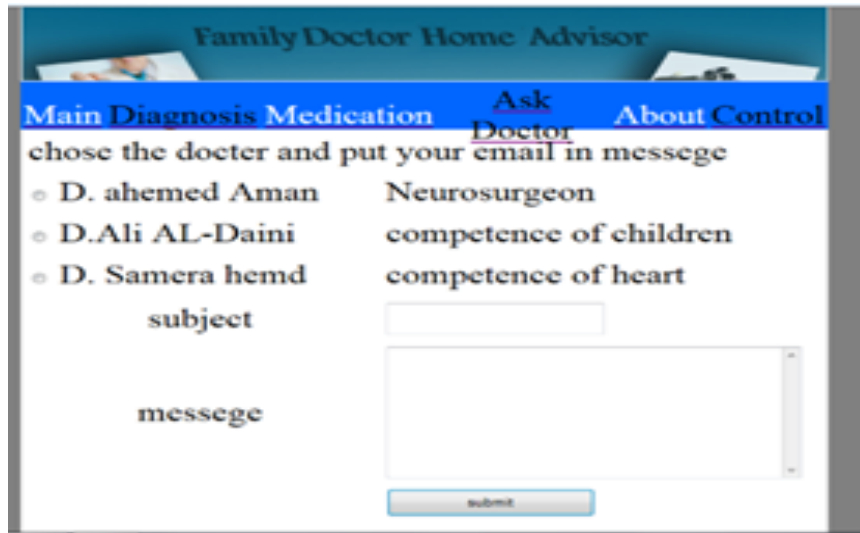 Family Doctor Home Advisor
Main Diagnosis Medication Ask Doctor About Control
chose the docter and put your email in messege
D. ahemed Aman Neurosurgeon
D.Ali AL-Daini competence of children
D. Samera hemd competence of heart
subject
messege
submit